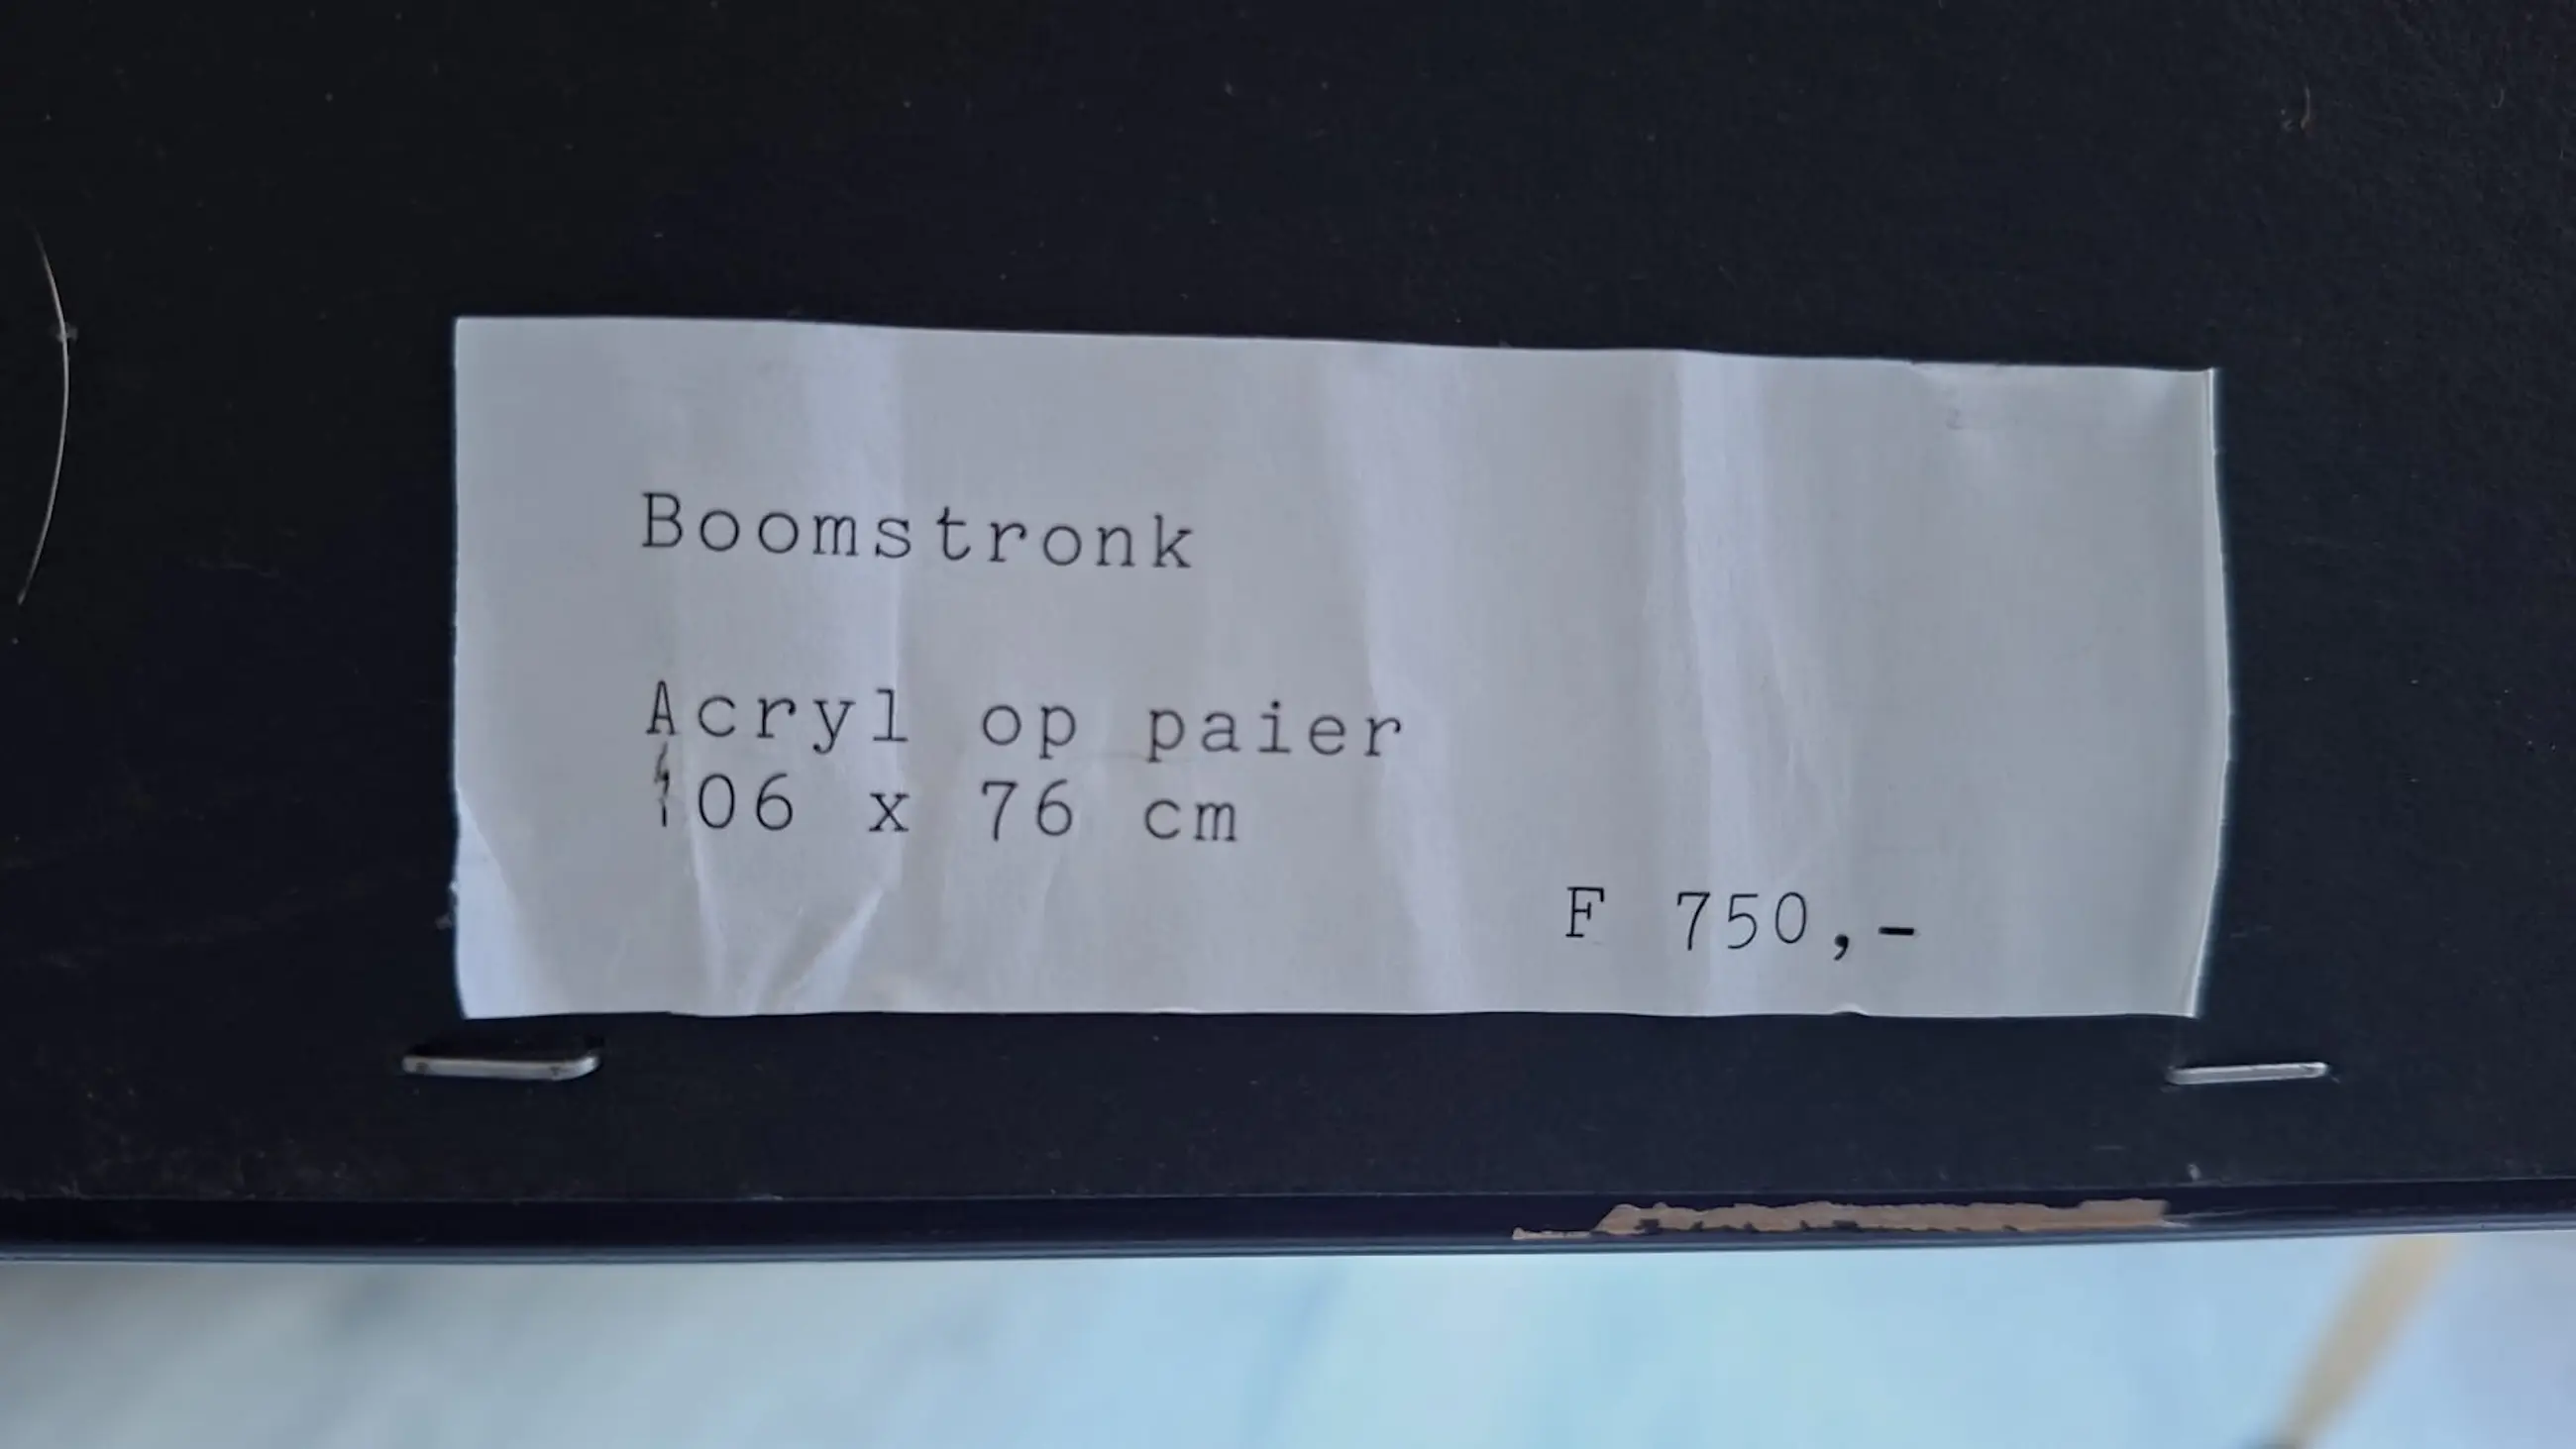 Boomstronk
Acryl op paier
106 x 76 cm
F 750,-